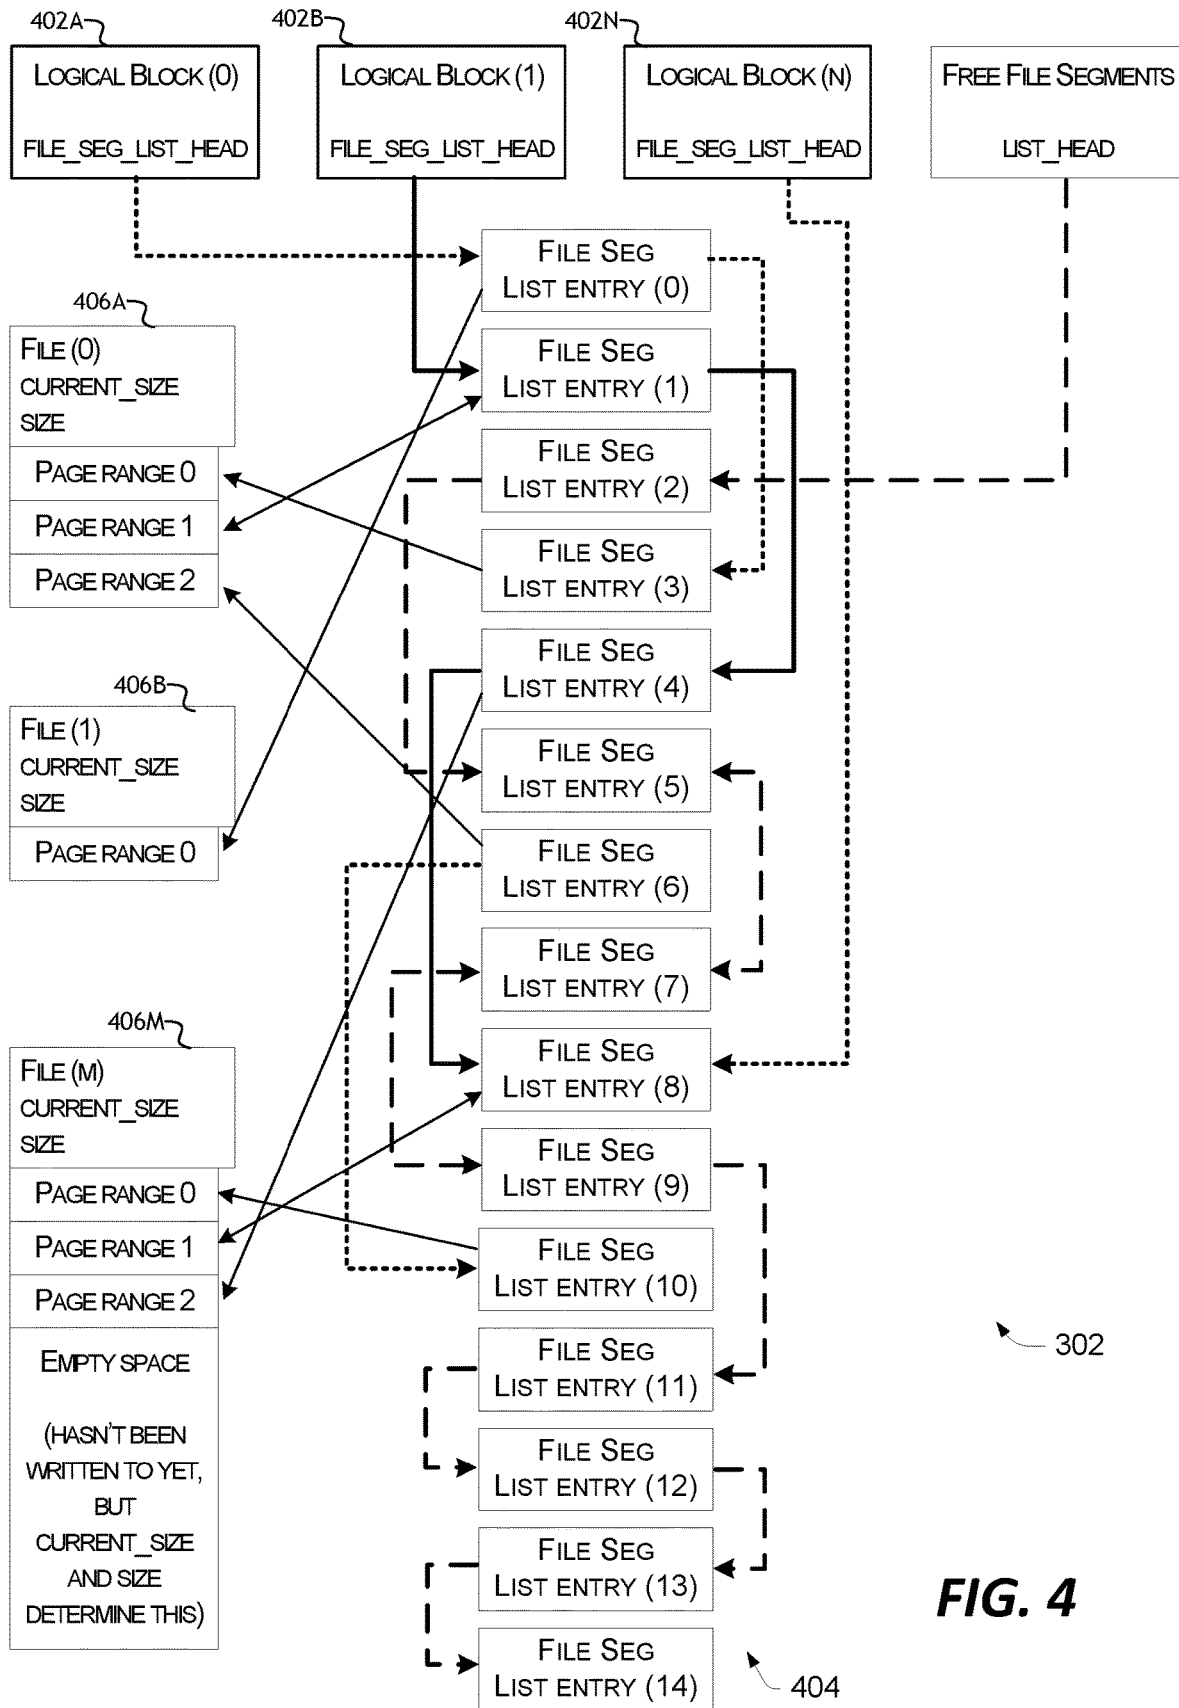 402A
402B
402N
LOGICAL BLOCK (0)
FILE_SEG_LIST_HEAD
LOGICAL BLOCK (1)
FILE_SEG_LIST_HEAD
LOGICAL BLOCK (N)
FILE_SEG_LIST_HEAD
FREE FILE SEGMENTS
LIST_HEAD
406A
FILE (0)
CURRENT_SIZE
SIZE
PAGE RANGE 0
PAGE RANGE 1
PAGE RANGE 2
406B
FILE (1)
CURRENT_SIZE
SIZE
PAGE RANGE 0
406M
FILE (M)
CURRENT_SIZE
SIZE
PAGE RANGE 0
PAGE RANGE 1
PAGE RANGE 2
EMPTY SPACE
(HASN'T BEEN
WRITTEN TO YET,
BUT
CURRENT_SIZE
AND SIZE
DETERMINE THIS)
FILE SEG
LIST ENTRY (0)
FILE SEG
LIST ENTRY (1)
FILE SEG
LIST ENTRY (2)
FILE SEG
LIST ENTRY (3)
FILE SEG
LIST ENTRY (4)
FILE SEG
LIST ENTRY (5)
FILE SEG
LIST ENTRY (6)
FILE SEG
LIST ENTRY (7)
FILE SEG
LIST ENTRY (8)
FILE SEG
LIST ENTRY (9)
FILE SEG
LIST ENTRY (10)
FILE SEG
LIST ENTRY (11)
FILE SEG
LIST ENTRY (12)
FILE SEG
LIST ENTRY (13)
FILE SEG
LIST ENTRY (14)
302
FIG. 4
404